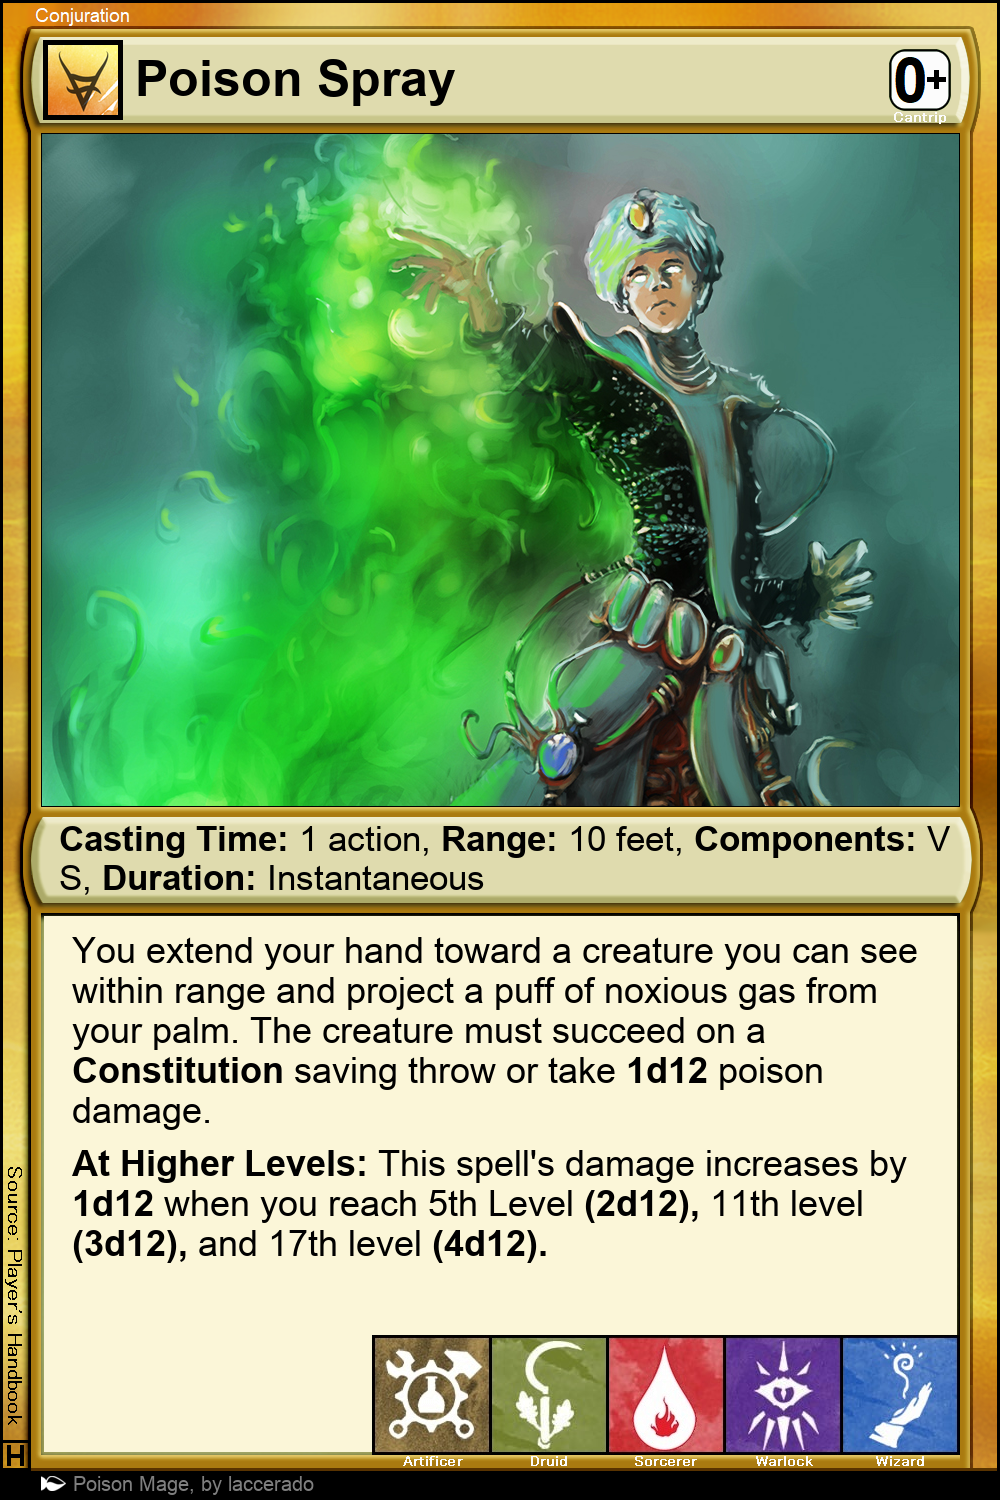 Conjuration
Poison Spray
0+
Cantrip
Casting Time: 1 action, Range: 10 feet, Components: V
S, Duration: Instantaneous
You extend your hand toward a creature you can see
within range and project a puff of noxious gas from
your palm. The creature must succeed on a
Constitution saving throw or take 1d12 poison
damage.
At Higher Levels: This spell's damage increases by
1d12 when you reach 5th Level (2d12), 11th level
(3d12), and 17th level (4d12).
Source: Player's Handbook
H
Artificer Druid Sorcerer Warlock Wizard
Poison Mage, by laccerado